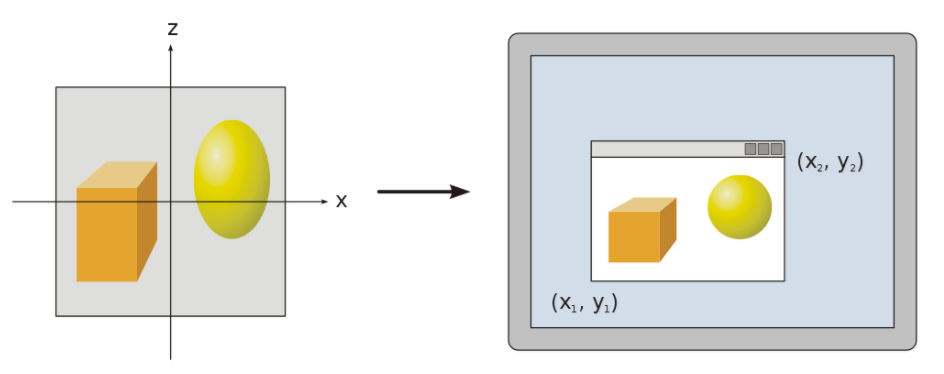 z
x
(x₂, y₂)
(x₁, y₁)